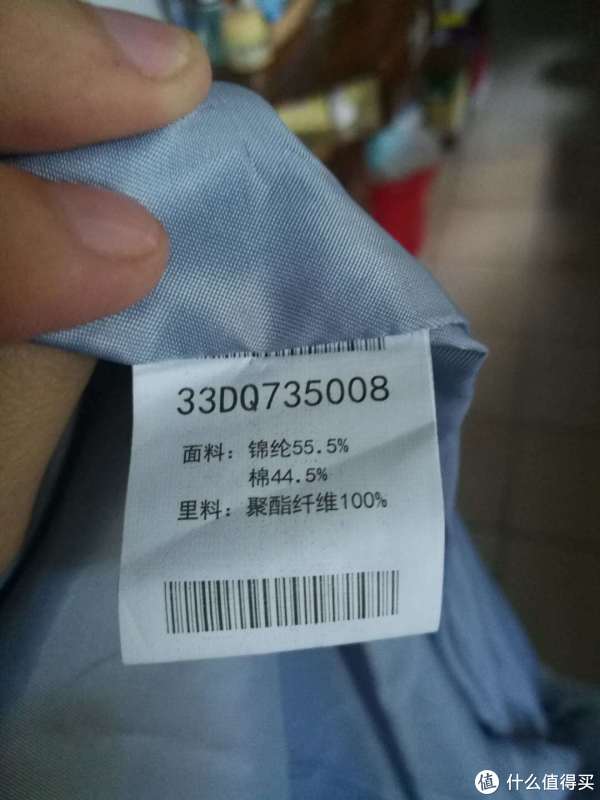 33DQ735008
面料：锦纶55.5%
棉44.5%
里料：聚酯纤维100%
值 什么值得买